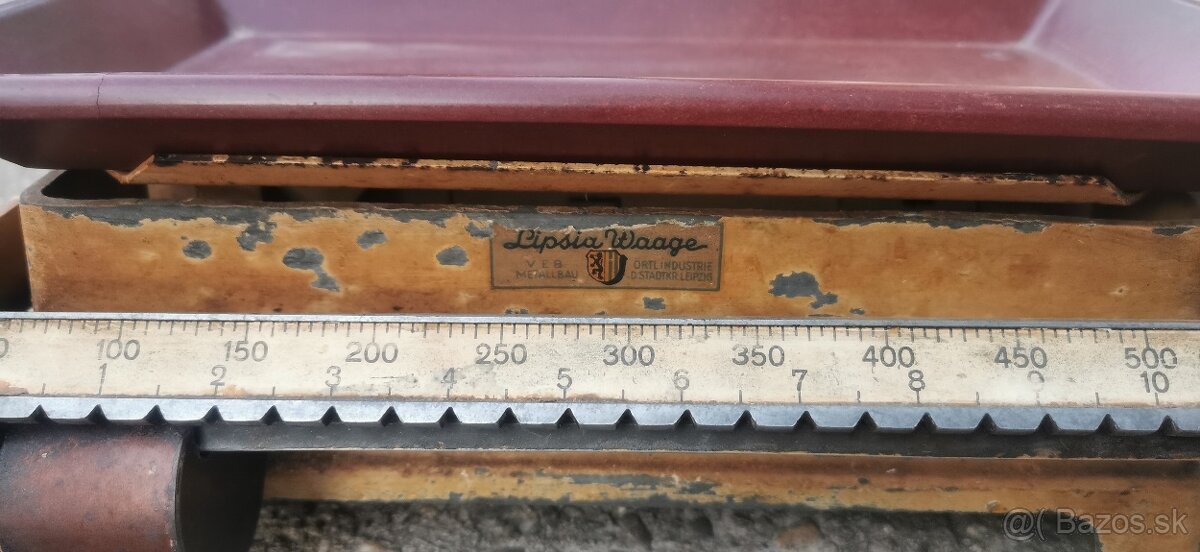 Lipsia Waage
V E B ÖRTL.INDUSTRIE
METALLBAU D.STADTKR.LEIPZIG
0 100 150 200 250 300 350 400 450 500
1 2 3 4 5 6 7 8 9 10
@( Bazos.sk